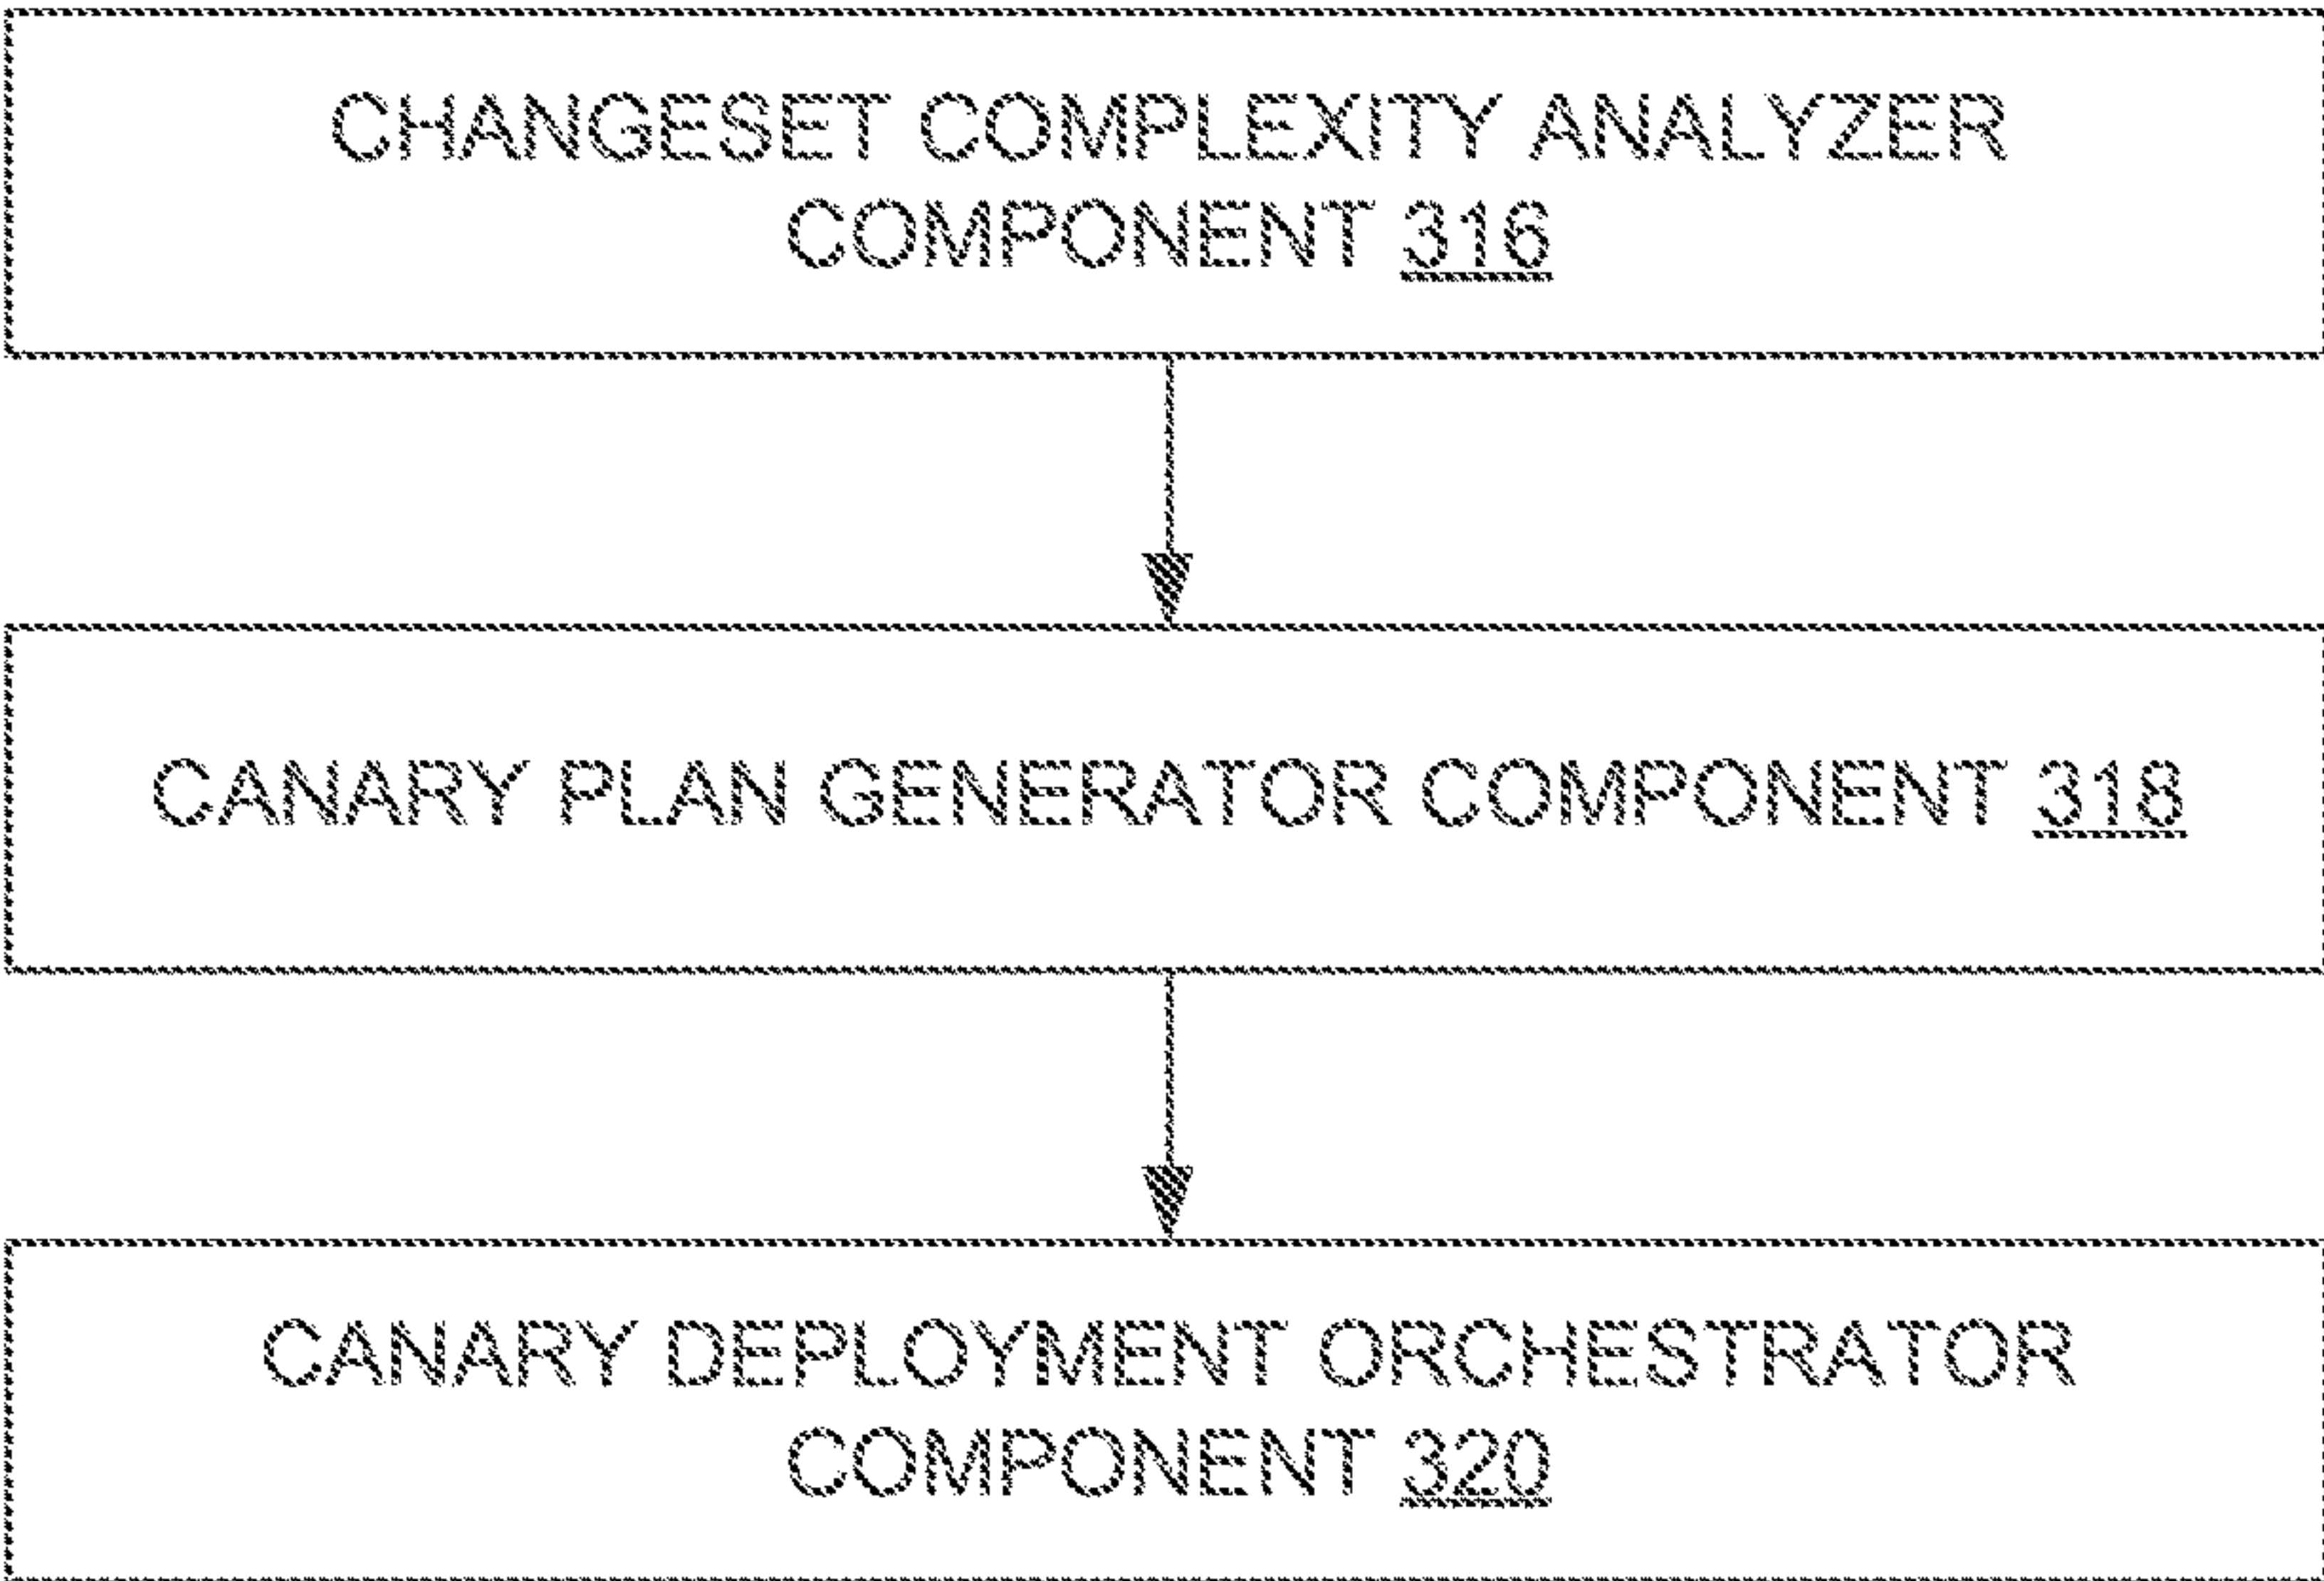 CHANGESET COMPLEXITY ANALYZER
COMPONENT 316
CANARY PLAN GENERATOR COMPONENT 318
CANARY DEPLOYMENT ORCHESTRATOR
COMPONENT 320